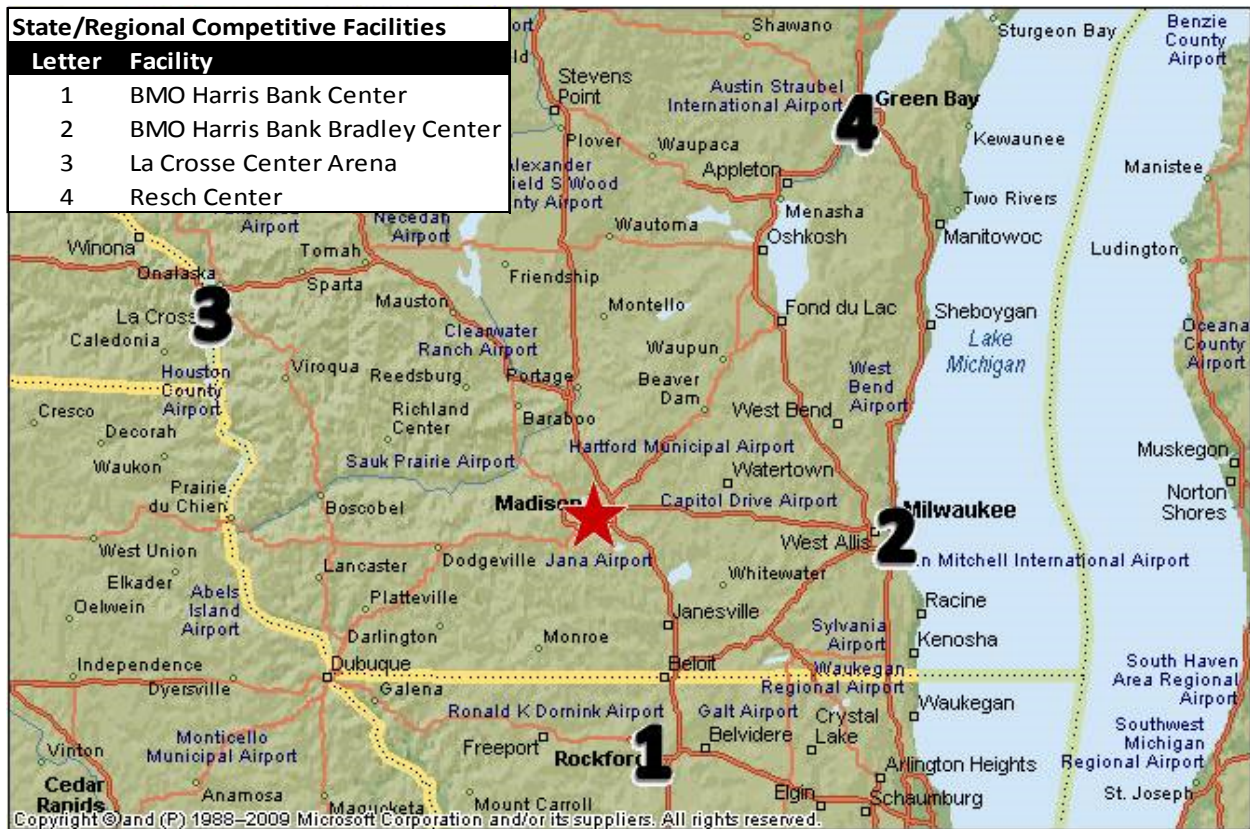 State/Regional Competitive Facilities
Letter Facility
1 BMO Harris Bank Center
2 BMO Harris Bank Bradley Center
3 La Crosse Center Arena
4 Resch Center
Shawano
Sturgeon Bay
Benzie
County
Airport
Stevens
Point
Austin Straubel
International Airport
4
Green Bay
Plover
Waupaca
Kewaunee
Appleton
Manistee
Menasha
Two Rivers
Airport
Necedah
Airport
Wautoma
Oshkosh
Manitowoc
Winona
Tomah
Ludington
Onalaska
Sparta
Friendship
3
La Cross
Mauston
Montello
Fond du Lac
Sheboygan
Lake
Michigan
Oceana
County
Airport
Caledonia
Clearwater
Ranch Airport
Waupun
Houston
County
Airport
Viroqua
Reedsburg
Portage
Beaver
Dam
West
Bend
Airport
Cresco
Decorah
Richland
Center
Baraboo
West Bend
Waukon
Sauk Prairie Airport
Hartford Municipal Airport
Muskegon
Prairie
du Chien
Boscobel
Watertown
Norton
Shores
Madison
Capitol Drive Airport
Milwaukee
2
West Allis
West Union
Dodgeville
Jana Airport
n Mitchell International Airport
Elkader
Lancaster
Whitewater
Oelwein
Abels
Island
Airport
Platteville
Janesville
Racine
Darlington
Monroe
Sylvania
Airport
Kenosha
Independence
Dubuque
Beloit
Waukegan
Regional Airport
South Haven
Area Regional
Airport
Dyersville
Galena
Ronald K Dornink Airport
Galt Airport
Crystal
Lake
Waukegan
Monticello
Municipal Airport
Freeport
Rockford
1
Belvidere
Southwest
Michigan
Regional Airport
Vinton
Arlington Heights
Cedar
Rapids
Anamosa
Maquoketa
Mount Carroll
Elgin
Schaumburg
St. Joseph
Copyright © and (P) 1988–2009 Microsoft Corporation and/or its suppliers. All rights reserved.